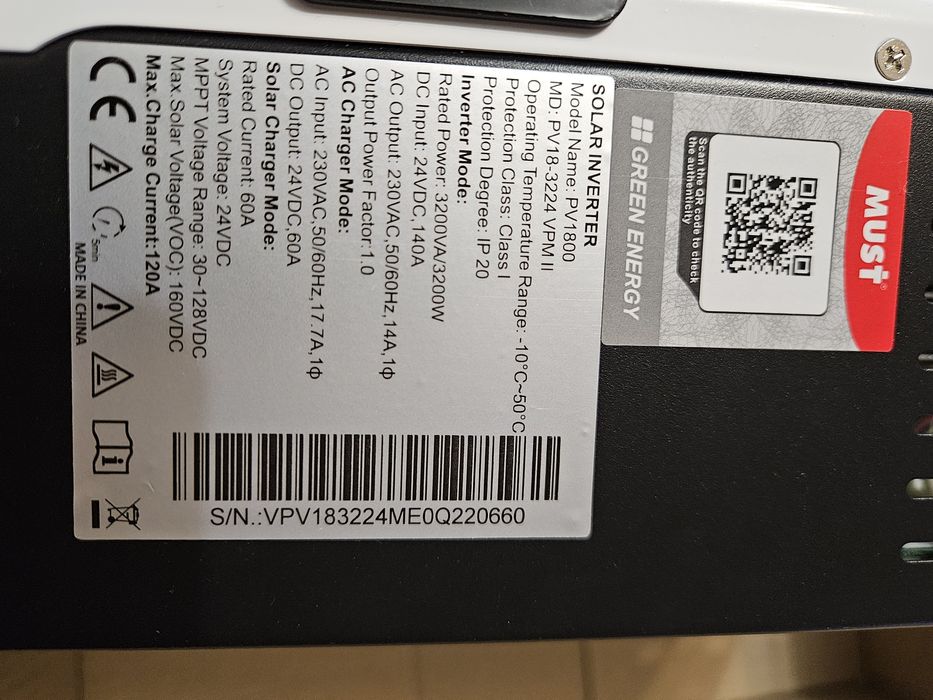 MUST®
Scan the QR code to check
the authenticity
GREEN ENERGY
SOLAR INVERTER
Model Name: PV1800
MD: PV18-3224 VPM II
Operating Temperature Range: -10°C~50°C
Protection Class: Class I
Protection Degree: IP 20
Inverter Mode:
Rated Power: 3200VA/3200W
DC Input: 24VDC,140A
AC Output: 230VAC,50/60Hz,14A,1ϕ
Output Power Factor:1.0
AC Charger Mode:
AC Input: 230VAC,50/60Hz,17.7A,1ϕ
DC Output: 24VDC,60A
Solar Charger Mode:
Rated Current: 60A
System Voltage: 24VDC
MPPT Voltage Range: 30~128VDC
Max.Solar Voltage(VOC): 160VDC
Max.Charge Current:120A
CE
5min
MADE IN CHINA
S/N.:VPV183224ME0Q220660